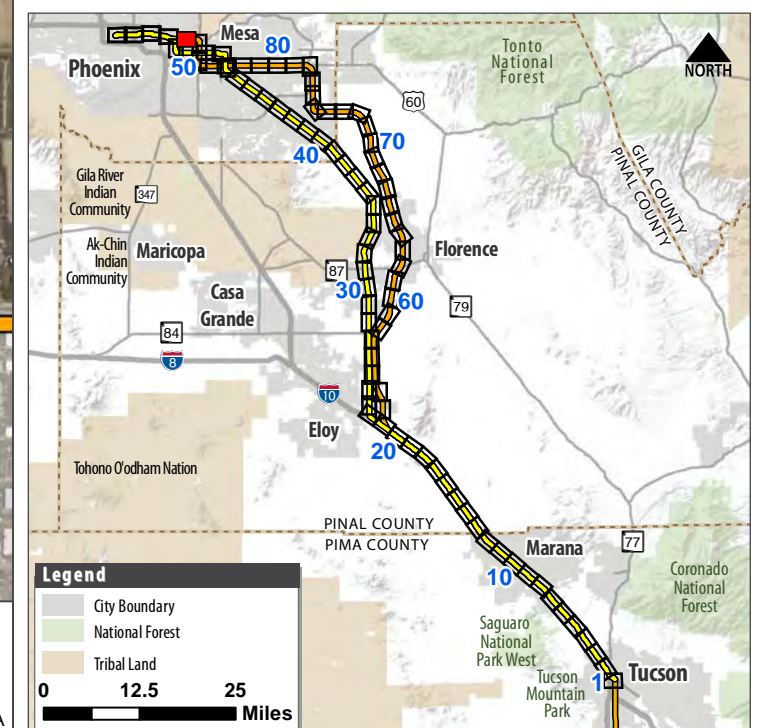 Mesa
80
Phoenix
50
Tonto
National
Forest
NORTH
60
70
40
GILA COUNTY
PINAL COUNTY
Gila River
Indian
Community
347
Ak-Chin
Indian
Community
Maricopa
Florence
87
30
Casa
Grande
60
79
84
8
10
Eloy
20
Tohono O'odham Nation
PINAL COUNTY
PIMA COUNTY
Marana
77
10
Coronado
National
Forest
Saguaro
National
Park West
Tucson
Mountain
Park
1
Tucson
Legend
City Boundary
National Forest
Tribal Land
0 12.5 25
Miles
A